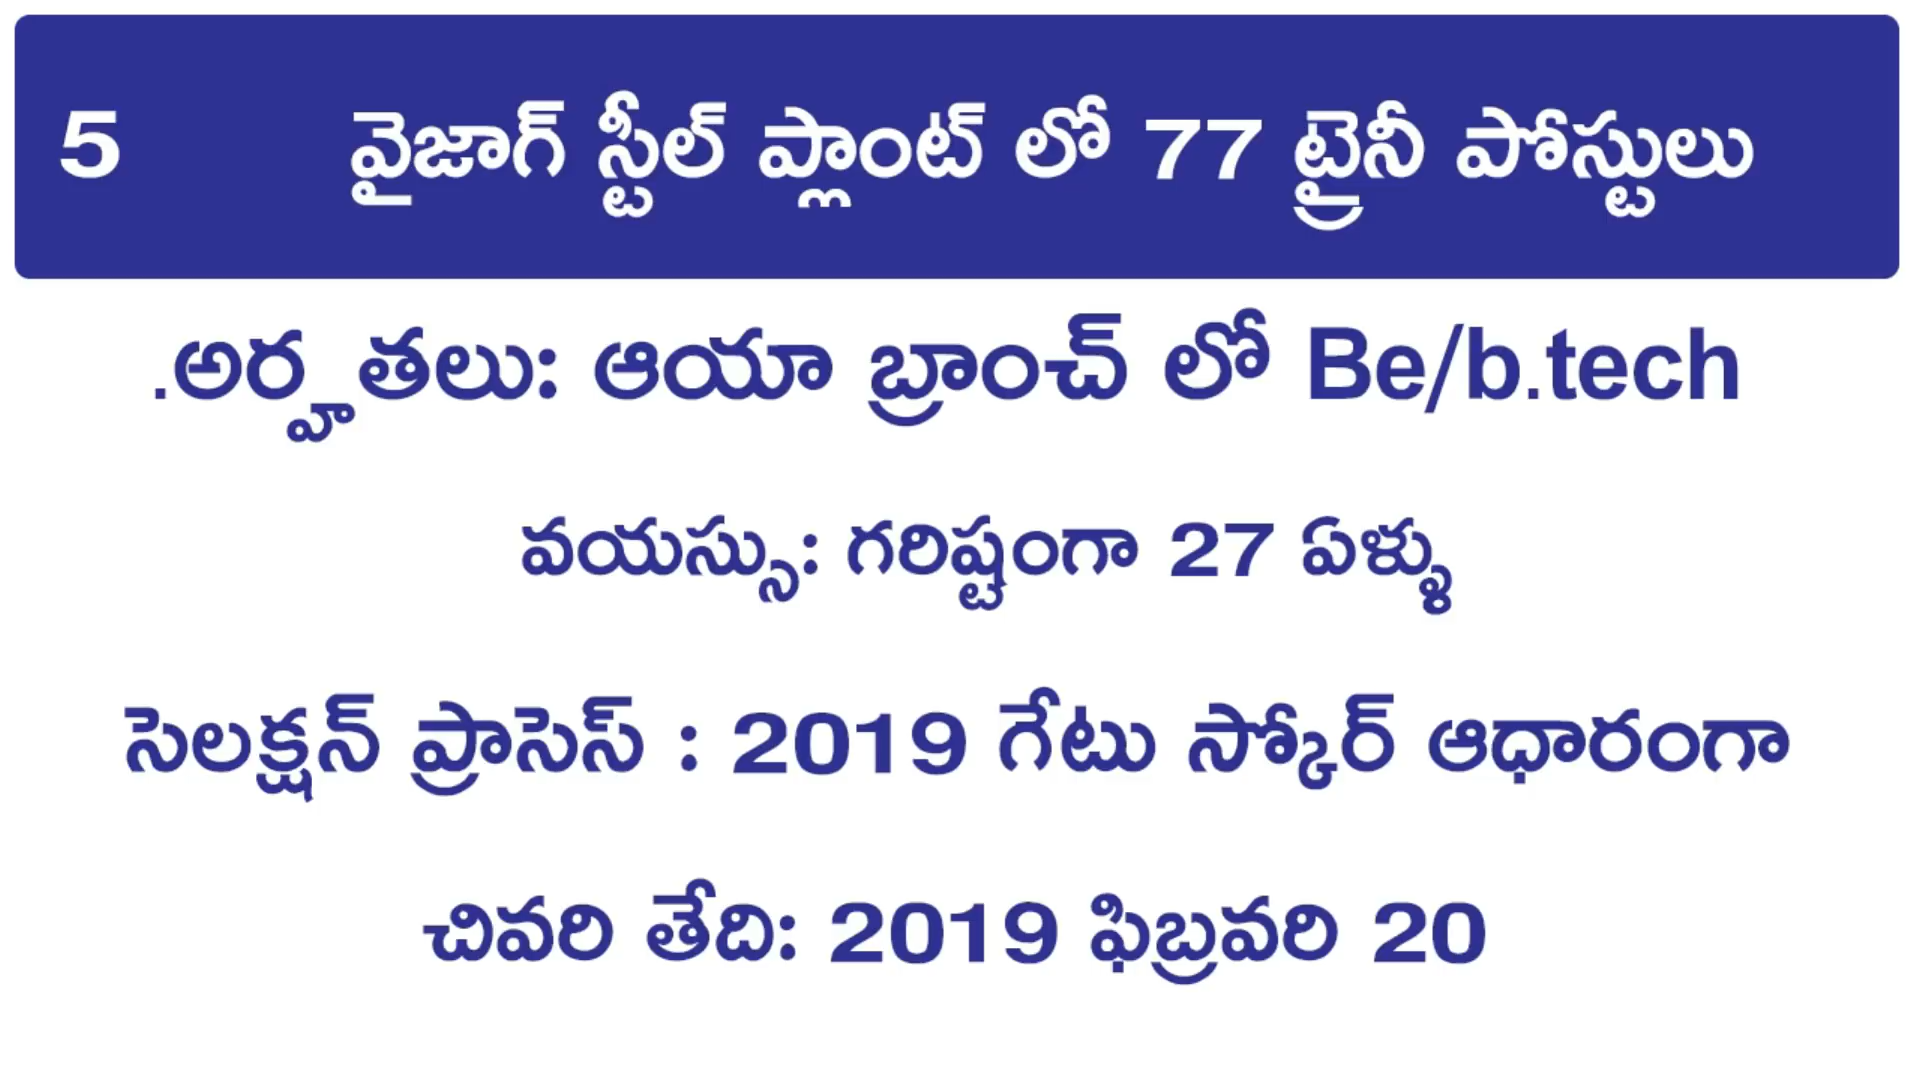 5 వైజాగ్ స్టీల్ ప్లాంట్ లో 77 ట్రైనీ పోస్టులు
.అర్హతలు: ఆయా బ్రాంచ్ లో Be/b.tech
వయస్సు: గరిష్టంగా 27 ఏళ్ళు
సెలక్షన్ ప్రాసెస్ : 2019 గేటు స్కోర్ ఆధారంగా
చివరి తేది: 2019 ఫిబ్రవరి 20